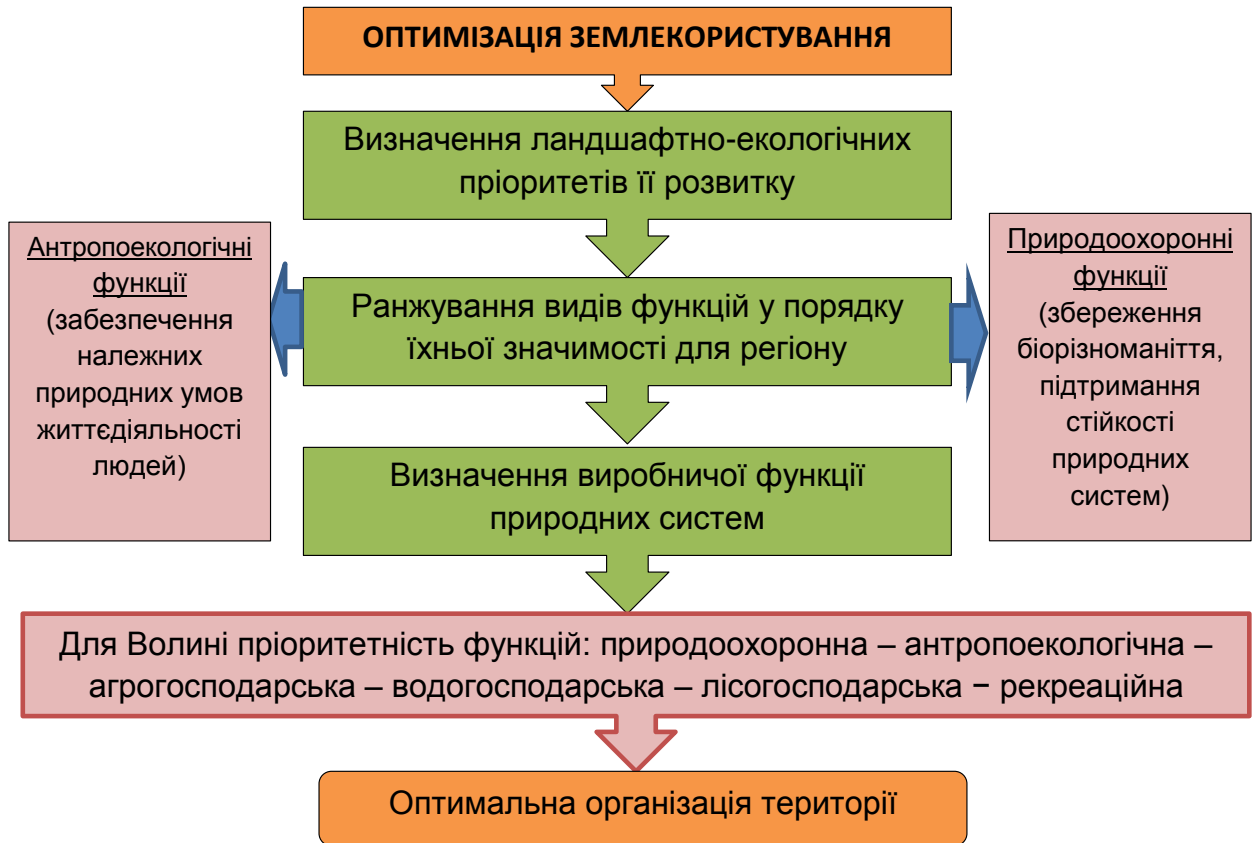 ОПТИМІЗАЦІЯ ЗЕМЛЕКОРИСТУВАННЯ
Визначення ландшафтно-екологічних
пріоритетів її розвитку
Антропоекологічні
функції
(забезпечення
належних
природних умов
життєдіяльності
людей)
Ранжування видів функцій у порядку
їхньої значимості для регіону
Природоохоронні
функції
(збереження
біорізноманіття,
підтримання
стійкості
природних
систем)
Визначення виробничої функції
природних систем
Для Волині пріоритетність функцій: природоохоронна – антропоекологічна –
агрогосподарська – водогосподарська – лісогосподарська − рекреаційна
Оптимальна організація території